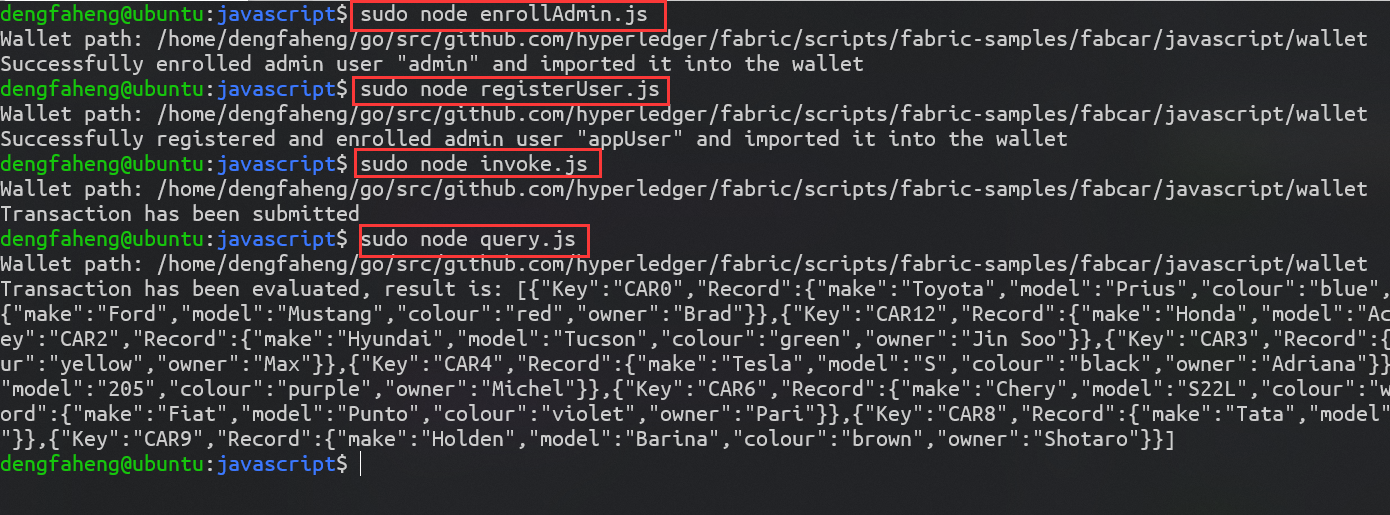 dengfaheng@ubuntu:javascript$ sudo node enrollAdmin.js
Wallet path: /home/dengfaheng/go/src/github.com/hyperledger/fabric/scripts/fabric-samples/fabcar/javascript/wallet
Successfully enrolled admin user "admin" and imported it into the wallet
dengfaheng@ubuntu:javascript$ sudo node registerUser.js
Wallet path: /home/dengfaheng/go/src/github.com/hyperledger/fabric/scripts/fabric-samples/fabcar/javascript/wallet
Successfully registered and enrolled admin user "appUser" and imported it into the wallet
dengfaheng@ubuntu:javascript$ sudo node invoke.js
Wallet path: /home/dengfaheng/go/src/github.com/hyperledger/fabric/scripts/fabric-samples/fabcar/javascript/wallet
Transaction has been submitted
dengfaheng@ubuntu:javascript$ sudo node query.js
Wallet path: /home/dengfaheng/go/src/github.com/hyperledger/fabric/scripts/fabric-samples/fabcar/javascript/wallet
Transaction has been evaluated, result is: [{"Key":"CAR0","Record":{"make":"Toyota","model":"Prius","colour":"blue",
{"make":"Ford","model":"Mustang","colour":"red","owner":"Brad"}},{"Key":"CAR12","Record":{"make":"Honda","model":"Ac
ey":"CAR2","Record":{"make":"Hyundai","model":"Tucson","colour":"green","owner":"Jin Soo"}},{"Key":"CAR3","Record":{
ur":"yellow","owner":"Max"}},{"Key":"CAR4","Record":{"make":"Tesla","model":"S","colour":"black","owner":"Adriana"}}
"model":"205","colour":"purple","owner":"Michel"}},{"Key":"CAR6","Record":{"make":"Chery","model":"S22L","colour":"w
ord":{"make":"Fiat","model":"Punto","colour":"violet","owner":"Pari"}},{"Key":"CAR8","Record":{"make":"Tata","model"
"}},{"Key":"CAR9","Record":{"make":"Holden","model":"Barina","colour":"brown","owner":"Shotaro"}}]
dengfaheng@ubuntu:javascript$